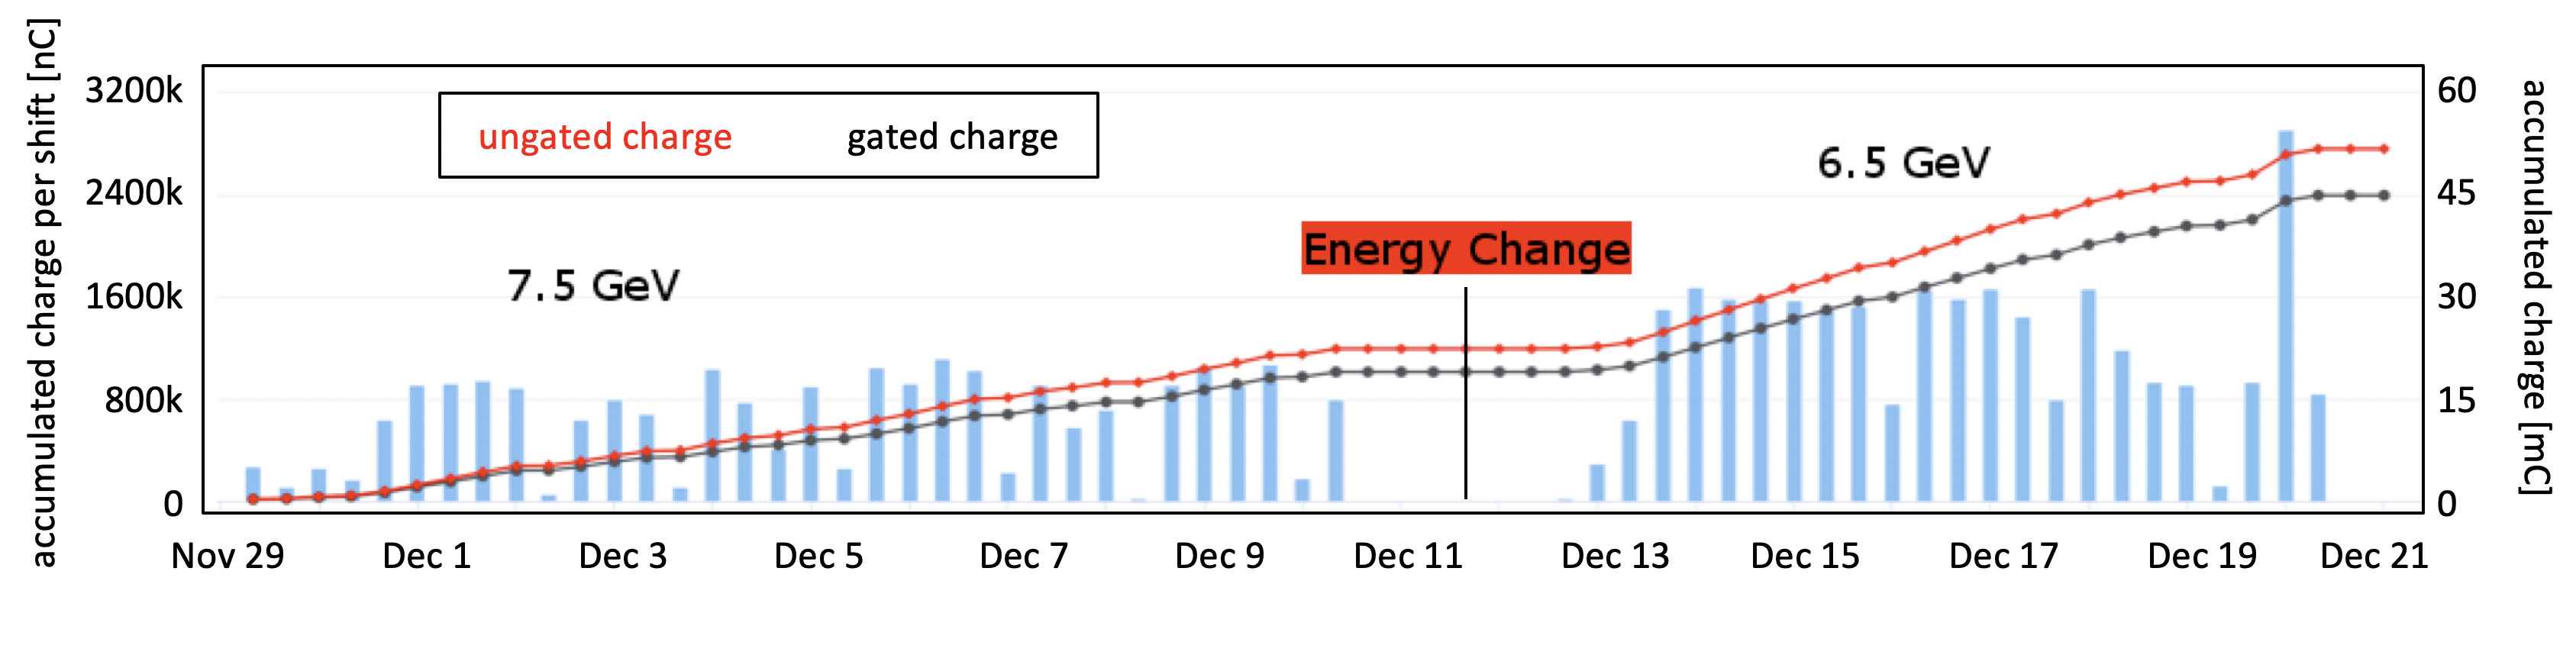 accumulated charge per shift [nC]
3200k
2400k
1600k
800k
0
ungated charge gated charge
7.5 GeV
Energy Change
6.5 GeV
60
45
30
15
0
accumulated charge [mC]
Nov 29 Dec 1 Dec 3 Dec 5 Dec 7 Dec 9 Dec 11 Dec 13 Dec 15 Dec 17 Dec 19 Dec 21